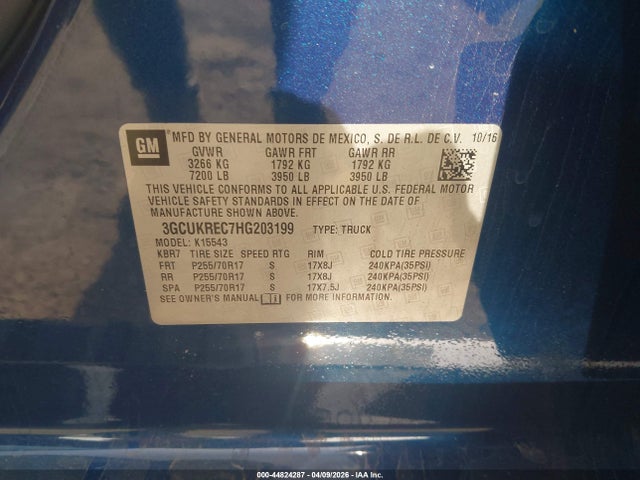 GM
MFD BY GENERAL MOTORS DE MEXICO, S. DE R.L. DE C.V. 10/16
GVWR GAWR FRT GAWR RR
3266 KG 1792 KG 1792 KG
7200 LB 3950 LB 3950 LB
THIS VEHICLE CONFORMS TO ALL APPLICABLE U.S. FEDERAL MOTOR
VEHICLE SAFETY STANDARDS IN EFFECT ON THE DATE OF
MANUFACTURE SHOWN ABOVE.
3GCUKREC7HG203199 TYPE: TRUCK
MODEL: K15543
KBR7 TIRE SIZE SPEED RTG RIM COLD TIRE PRESSURE
FRT P255/70R17 S 17X8J 240KPA(35PSI)
RR P255/70R17 S 17X8J 240KPA(35PSI)
SPA P255/70R17 S 17X7.5J 240KPA(35PSI)
SEE OWNER'S MANUAL FOR MORE INFORMATION
000-44824287 - 04/09/2026 - IAA Inc.